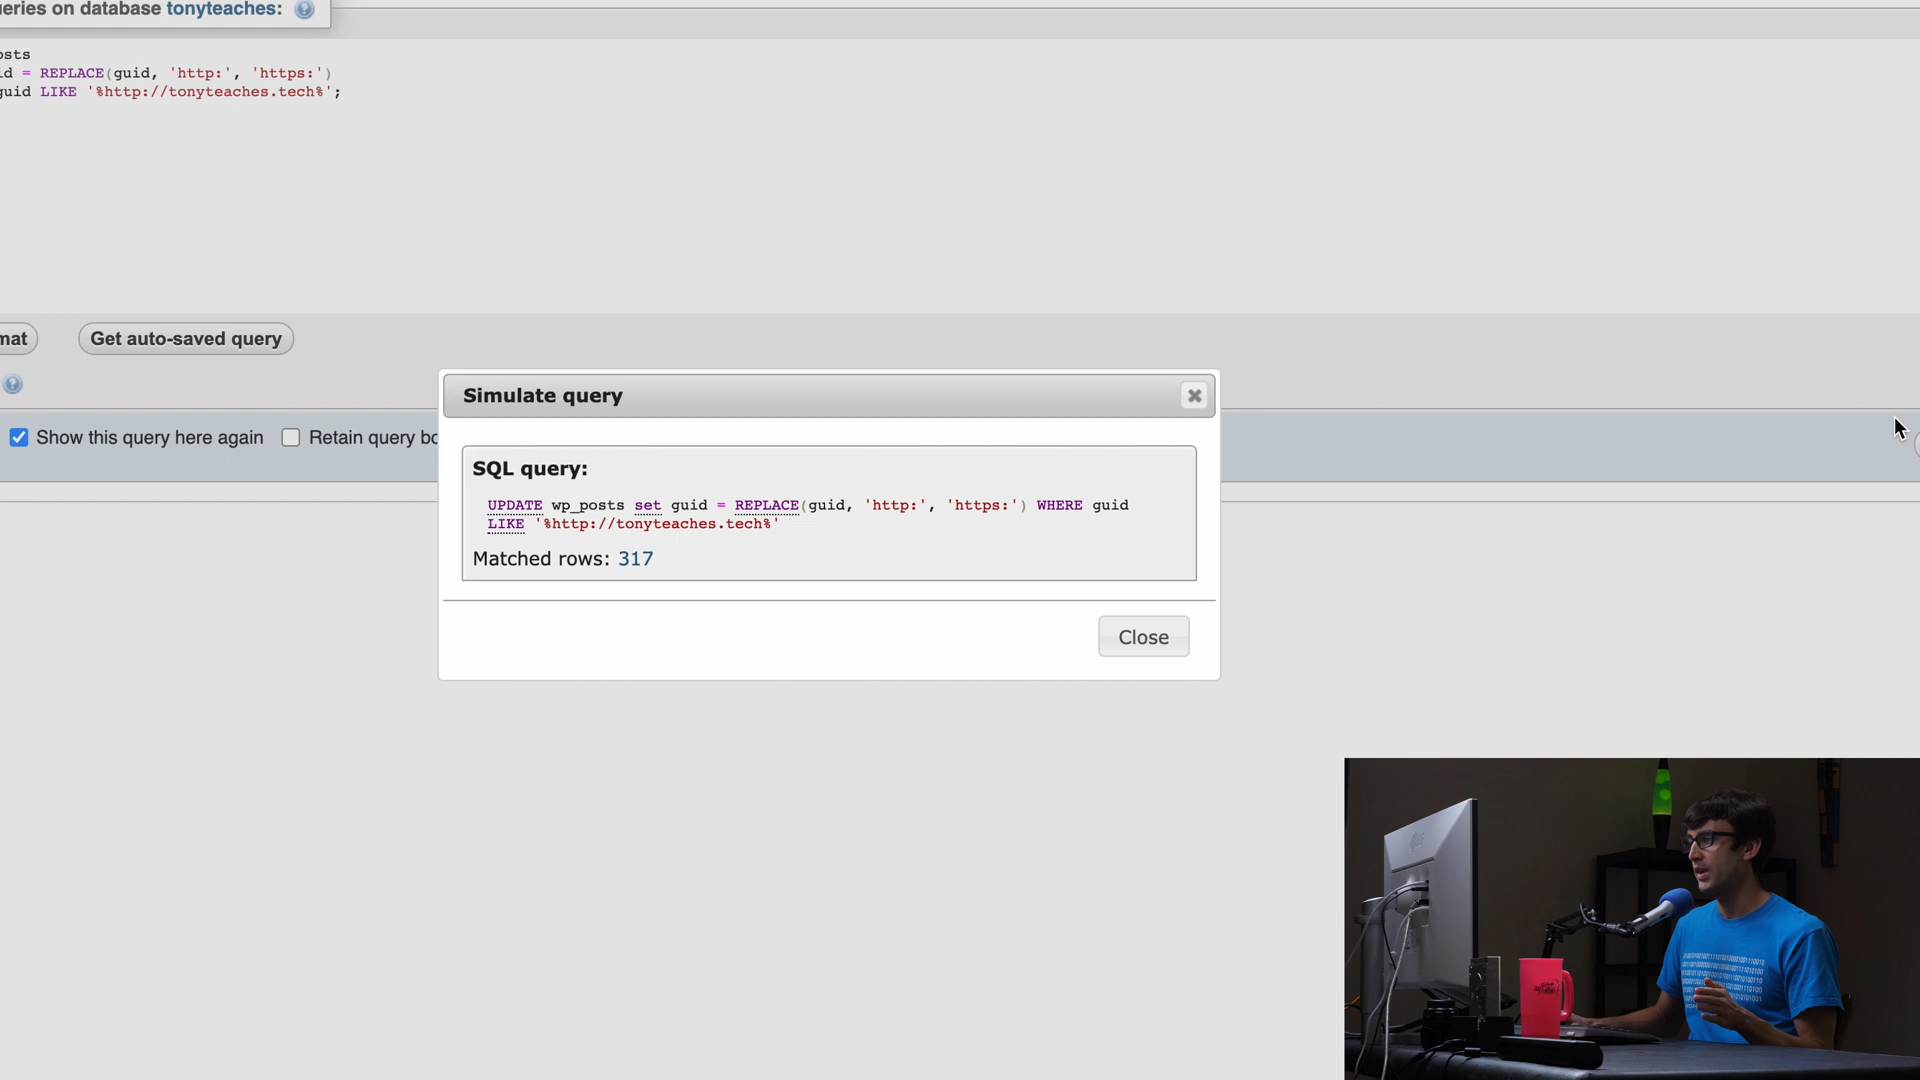 ueries on database tonyteaches:
osts
id = REPLACE(guid, 'http:', 'https:')
guid LIKE '%http://tonyteaches.tech%';
mat
Get auto-saved query
Show this query here again
Retain query bo
Simulate query
SQL query:
UPDATE wp_posts set guid = REPLACE(guid, 'http:', 'https:') WHERE guid
LIKE '%http://tonyteaches.tech%'
Matched rows: 317
Close